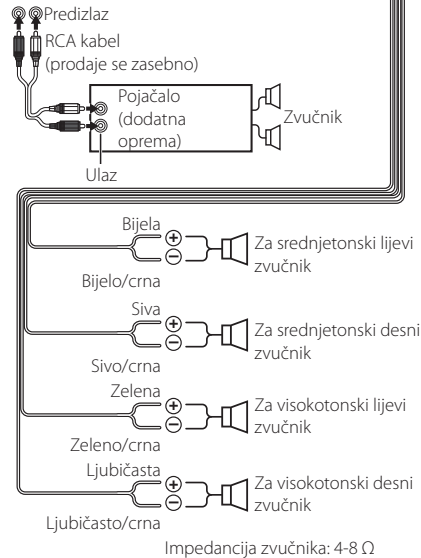 Predizlaz
RCA kabel
(prodaje se zasebno)
Pojačalo
(dodatna
oprema)
Zvučnik
Ulaz
Bijela
Za srednjetonski lijevi
zvučnik
Bijelo/crna
Siva
Za srednjetonski desni
zvučnik
Sivo/crna
Zelena
Za visokotonski lijevi
zvučnik
Zeleno/crna
Ljubičasta
Za visokotonski desni
zvučnik
Ljubičasto/crna
Impedancija zvučnika: 4-8 Ω